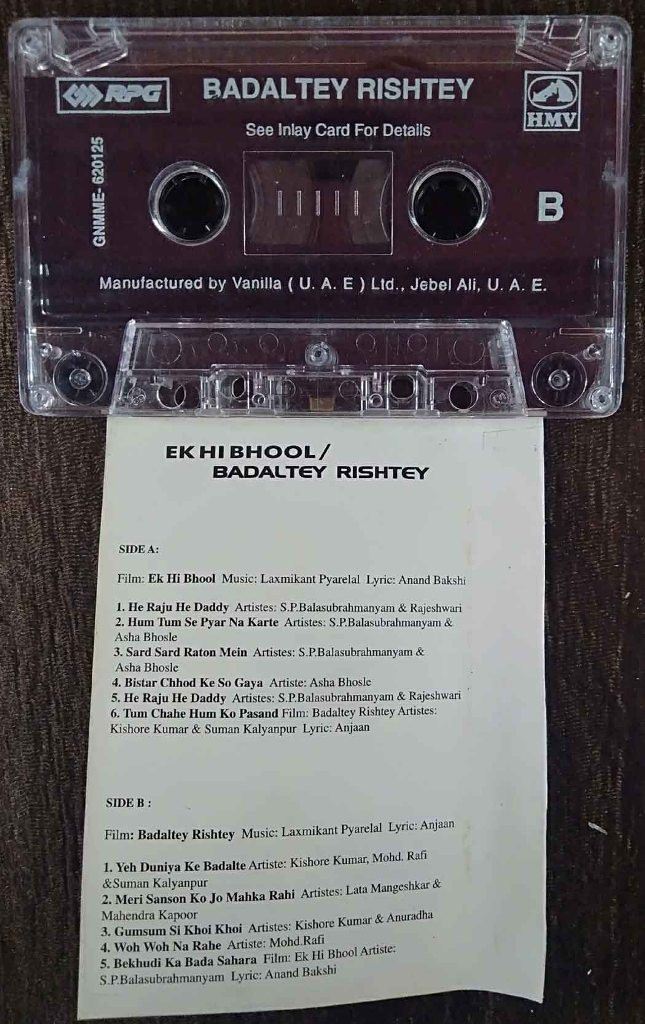 RPG
BADALTEY RISHTEY
HMV
See Inlay Card For Details
GNMME- 620125
B
Manufactured by Vanilla ( U. A. E ) Ltd., Jebel Ali, U. A. E.
EK HI BHOOL/
BADALTEY RISHTEY
SIDE A:
Film: Ek Hi Bhool Music: Laxmikant Pyarelal Lyric: Anand Bakshi
1. He Raju He Daddy Artistes: S.P.Balasubrahmanyam & Rajeshwari
2. Hum Tum Se Pyar Na Karte Artistes: S.P.Balasubrahmanyam &
Asha Bhosle
3. Sard Sard Raton Mein Artistes: S.P.Balasubrahmanyam &
Asha Bhosle
4. Bistar Chhod Ke So Gaya Artiste: Asha Bhosle
5. He Raju He Daddy Artistes: S.P.Balasubrahmanyam & Rajeshwari
6. Tum Chahe Hum Ko Pasand Film: Badaltey Rishtey Artistes:
Kishore Kumar & Suman Kalyanpur Lyric: Anjaan
SIDE B :
Film: Badaltey Rishtey Music: Laxmikant Pyarelal Lyric: Anjaan
1. Yeh Duniya Ke Badalte Artiste: Kishore Kumar, Mohd. Rafi
&Suman Kalyanpur
2. Meri Sanson Ko Jo Mahka Rahi Artistes: Lata Mangeshkar &
Mahendra Kapoor
3. Gumsum Si Khoi Khoi Artistes: Kishore Kumar & Anuradha
4. Woh Woh Na Rahe Artiste: Mohd.Rafi
5. Bekhudi Ka Bada Sahara Film: Ek Hi Bhool Artiste:
S.P.Balasubrahmanyam Lyric: Anand Bakshi